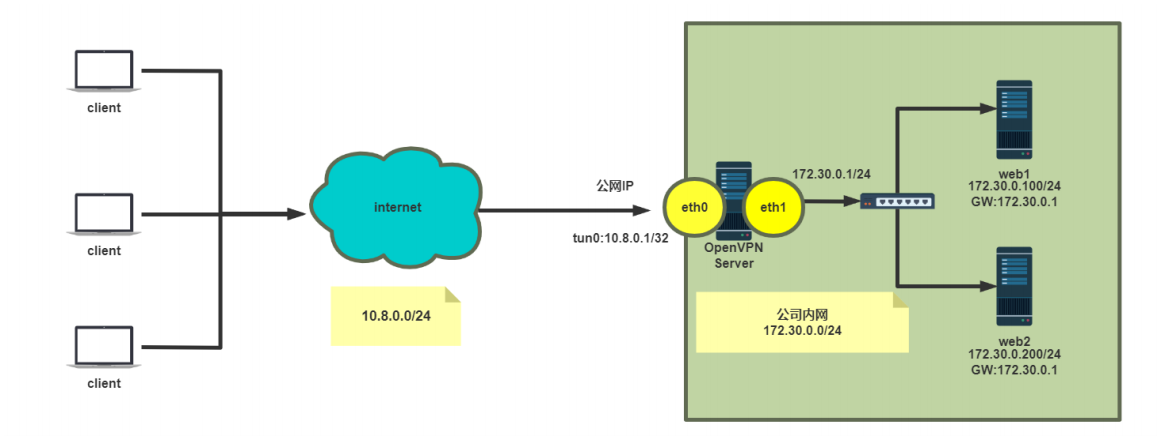 client
client
client
internet
10.8.0.0/24
公网IP
tun0:10.8.0.1/32
eth0
eth1
OpenVPN
Server
172.30.0.1/24
公司内网
172.30.0.0/24
web1
172.30.0.100/24
GW:172.30.0.1
web2
172.30.0.200/24
GW:172.30.0.1